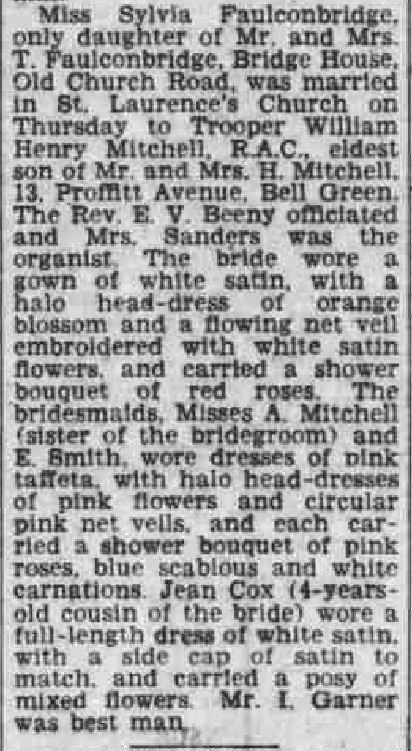 Miss Sylvia Faulconbridge,
only daughter of Mr. and Mrs.
T. Faulconbridge, Bridge House,
Old Church Road, was married
in St. Laurence's Church on
Thursday to Trooper William
Henry Mitchell, R.A.C., eldest
son of Mr. and Mrs. H. Mitchell,
13, Proffitt Avenue, Bell Green.
The Rev. E. V. Beeny officiated
and Mrs. Sanders was the
organist. The bride wore a
gown of white satin, with a
halo head-dress of orange
blossom and a flowing net veil
embroidered with white satin
flowers, and carried a shower
bouquet of red roses. The
bridesmaids, Misses A. Mitchell
(sister of the bridegroom) and
E. Smith, wore dresses of pink
taffeta, with halo head-dresses
of pink flowers and circular
pink net veils, and each car-
ried a shower bouquet of pink
roses, blue scabious and white
carnations. Jean Cox (4-years-
old cousin of the bride) wore a
full-length dress of white satin,
with a side cap of satin to
match, and carried a posy of
mixed flowers. Mr. I. Garner
was best man.